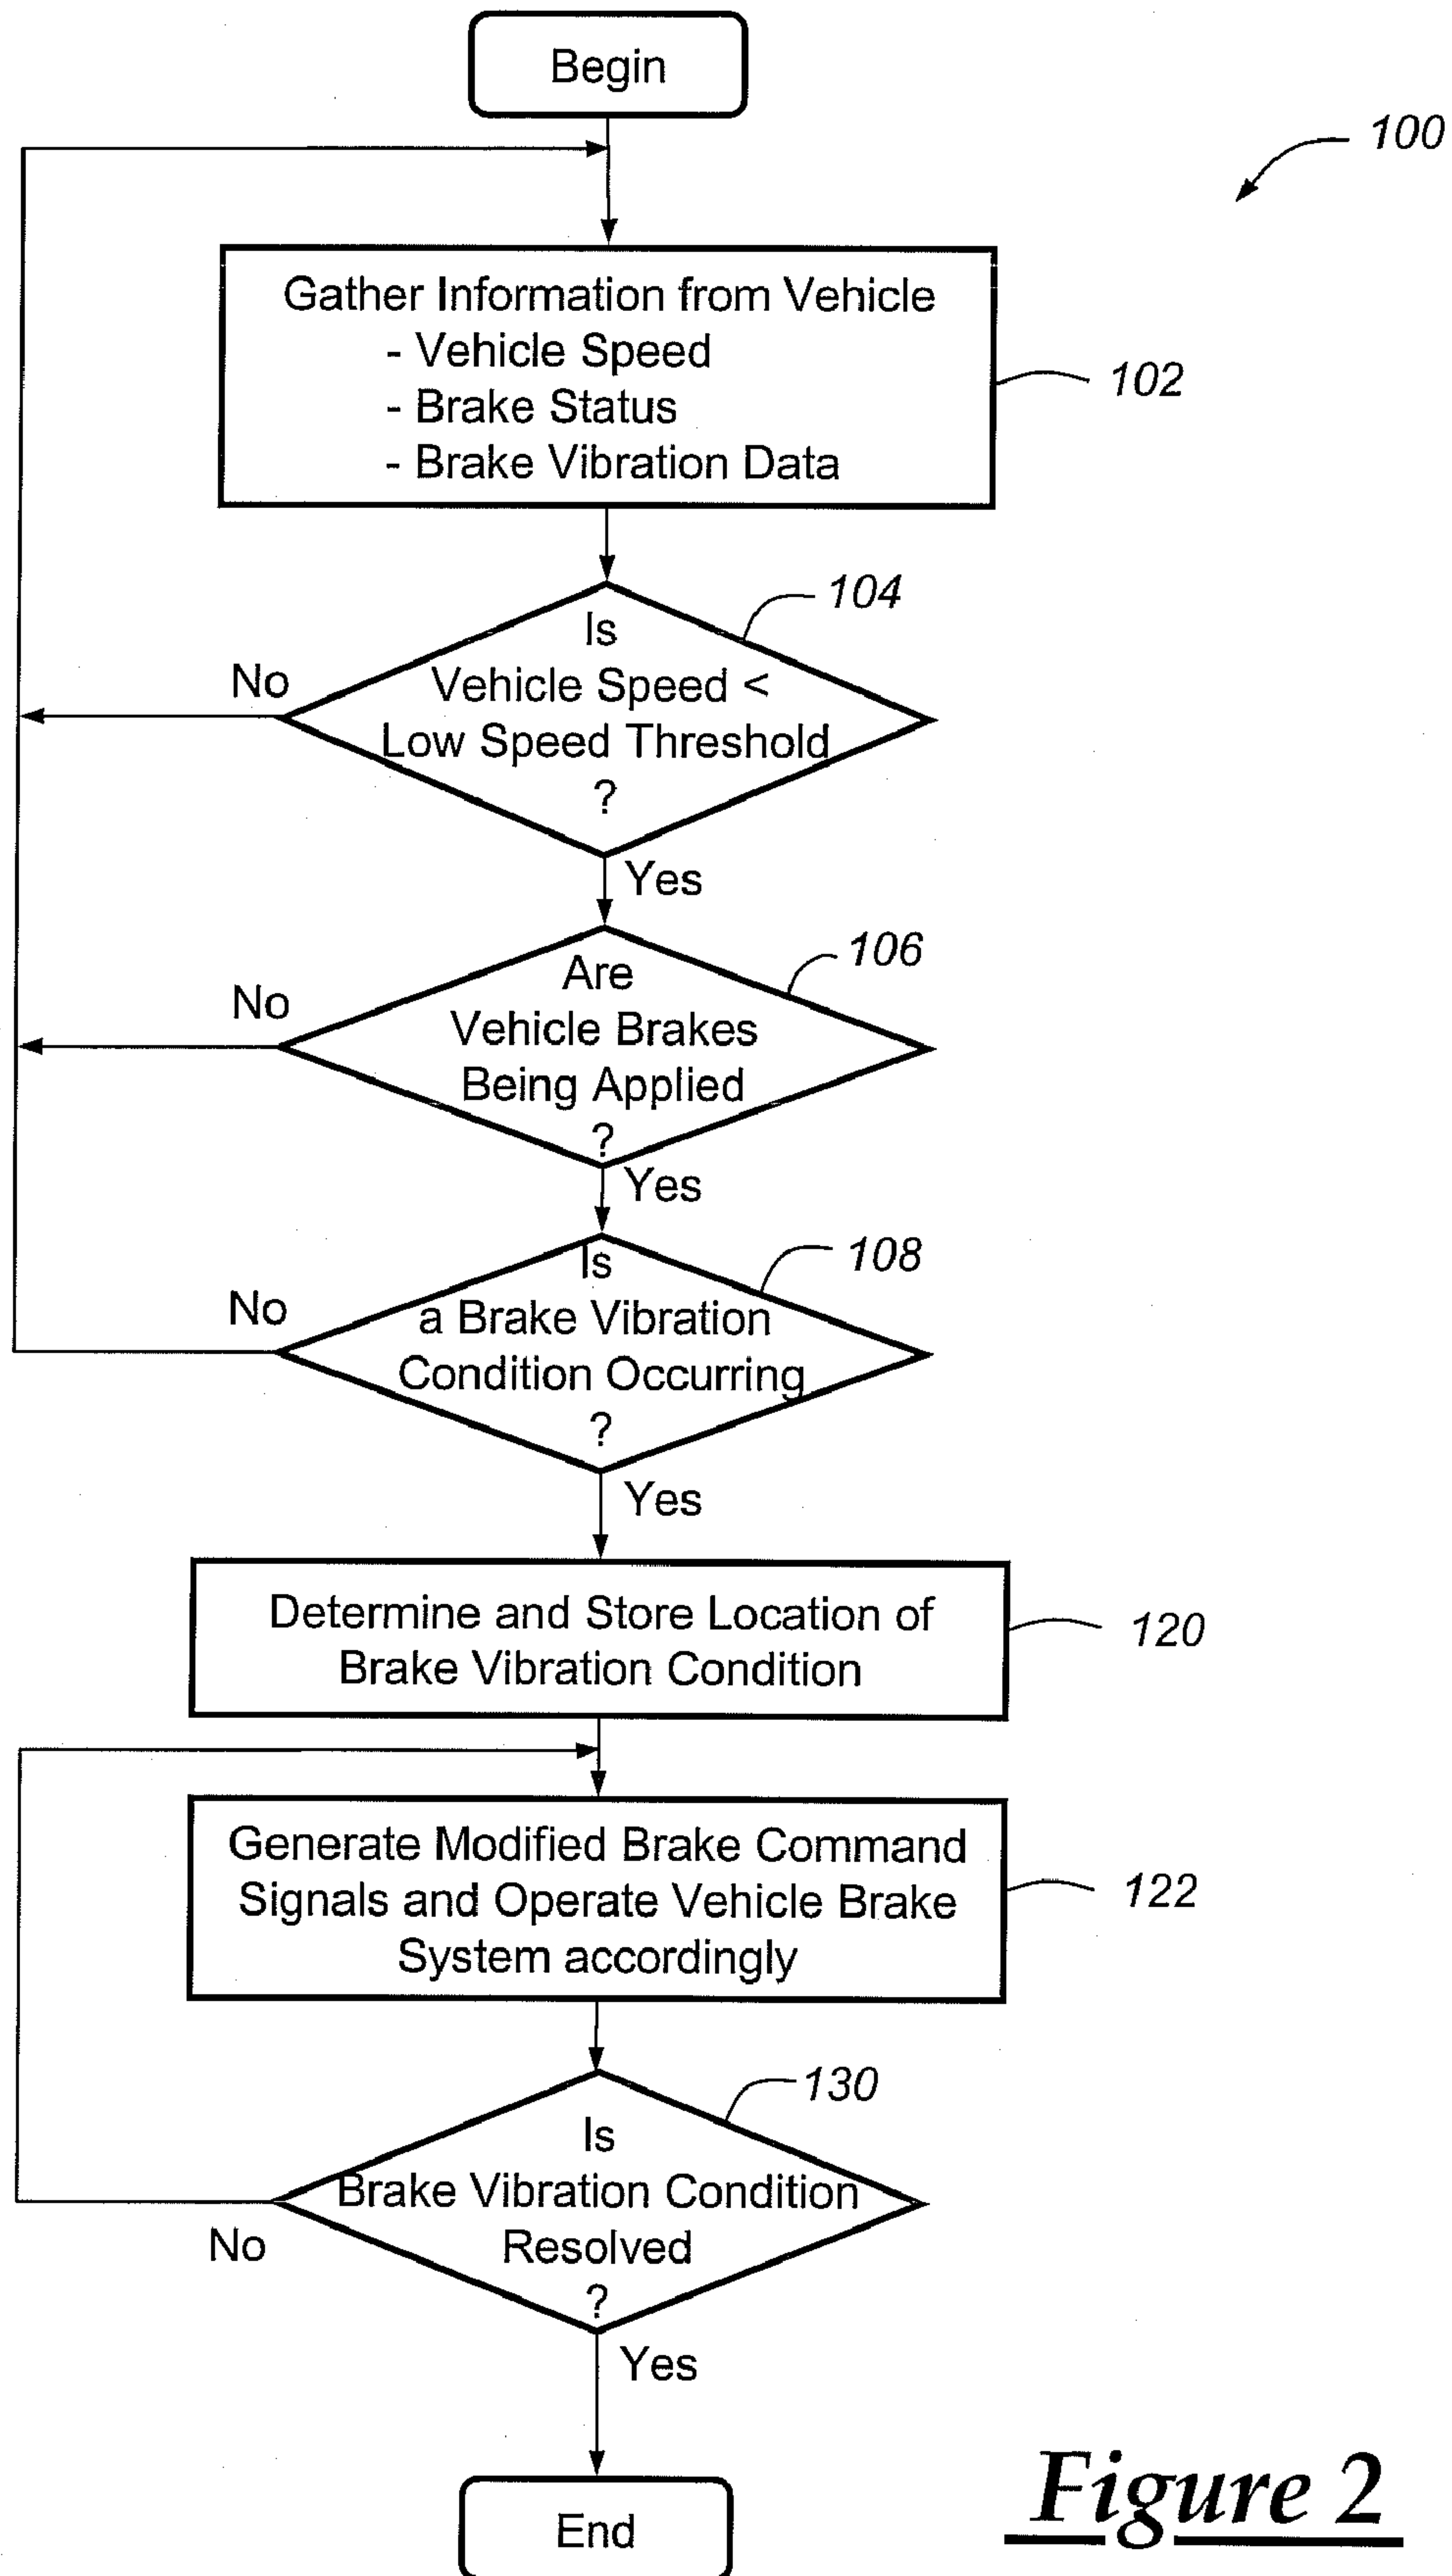 Begin
100
Gather Information from Vehicle
- Vehicle Speed
- Brake Status
- Brake Vibration Data
102
104
Is
Vehicle Speed <
Low Speed Threshold
?
No
Yes
106
Are
Vehicle Brakes
Being Applied
?
No
Yes
108
Is
a Brake Vibration
Condition Occurring
?
No
Yes
Determine and Store Location of
Brake Vibration Condition
120
Generate Modified Brake Command
Signals and Operate Vehicle Brake
System accordingly
122
130
Is
Brake Vibration Condition
Resolved
?
No
Yes
End
Figure 2